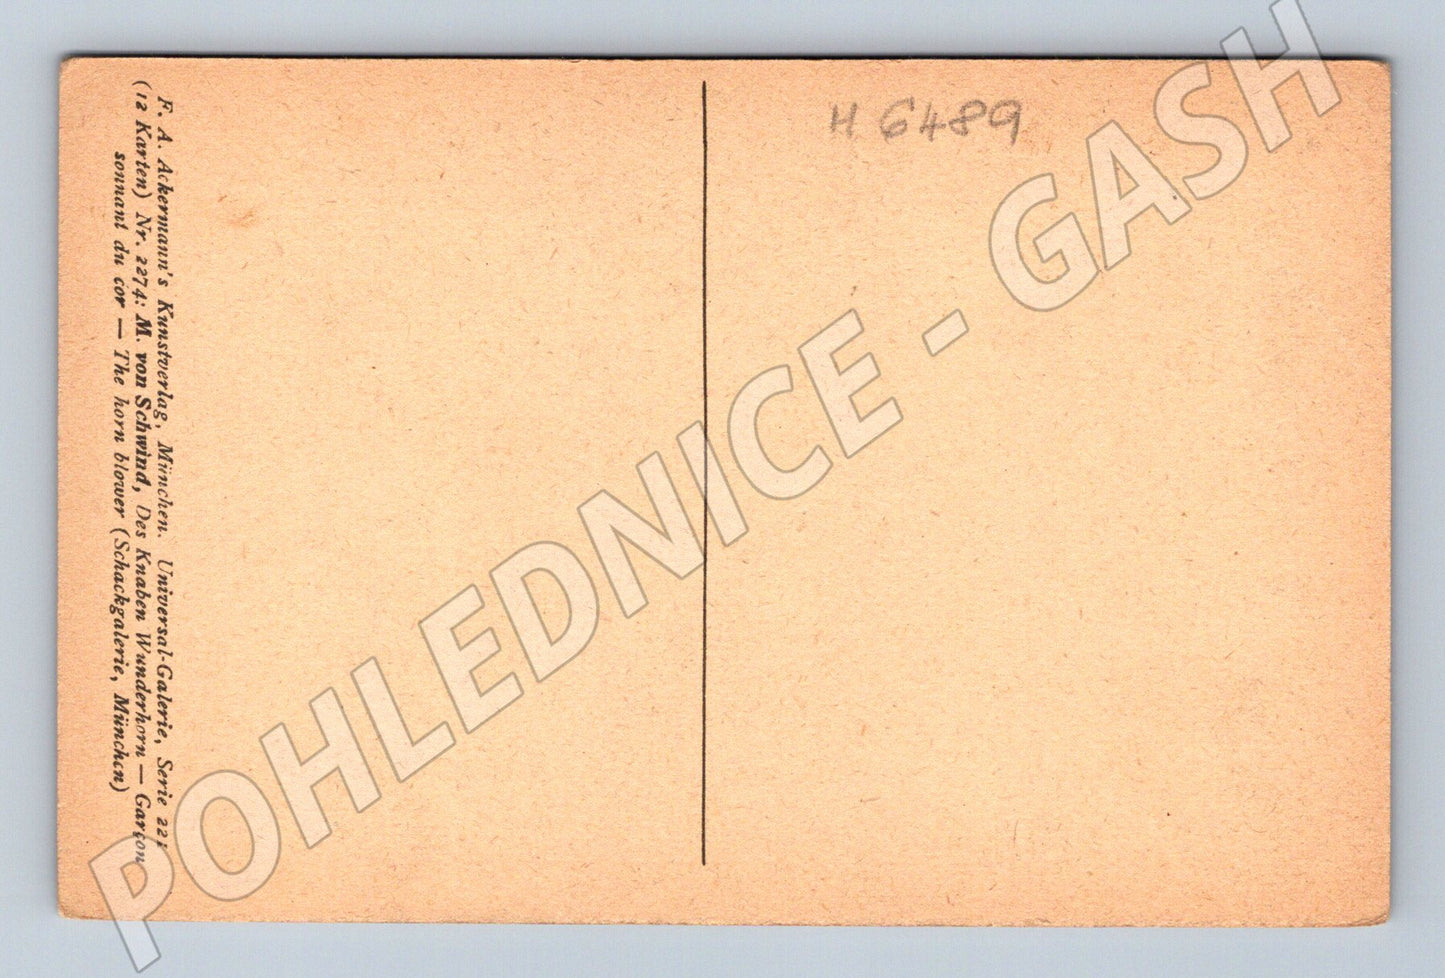 F. A. Ackermann's Kunstverlag, München. Universal-Galerie, Serie 221
(12 Karten) Nr. 2274: M. von Schwind, Des Knaben Wunderhorn — Garçon
sonnant du cor — The horn blower (Schackgalerie, München)
H 6489
POHLEDNICE - GASH